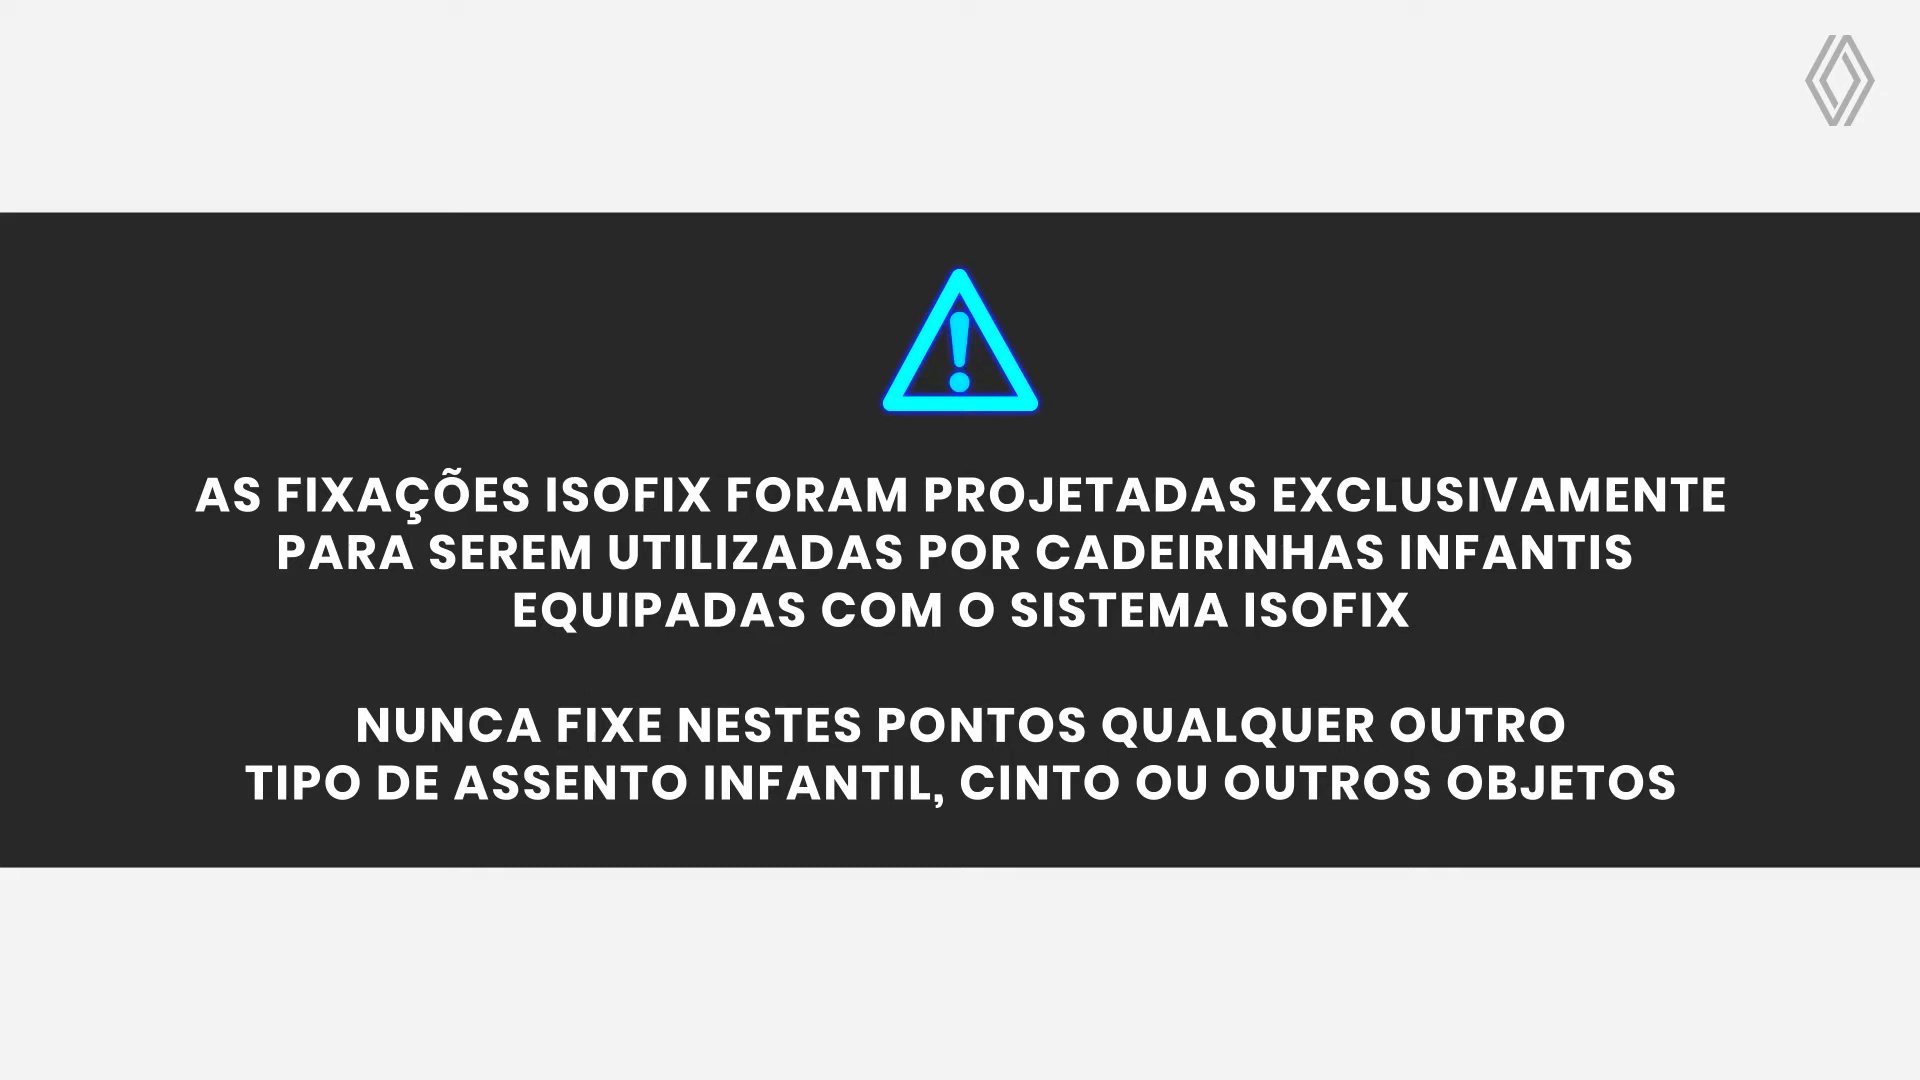 AS FIXAÇÕES ISOFIX FORAM PROJETADAS EXCLUSIVAMENTE
PARA SEREM UTILIZADAS POR CADEIRINHAS INFANTIS
EQUIPADAS COM O SISTEMA ISOFIX
NUNCA FIXE NESTES PONTOS QUALQUER OUTRO
TIPO DE ASSENTO INFANTIL, CINTO OU OUTROS OBJETOS